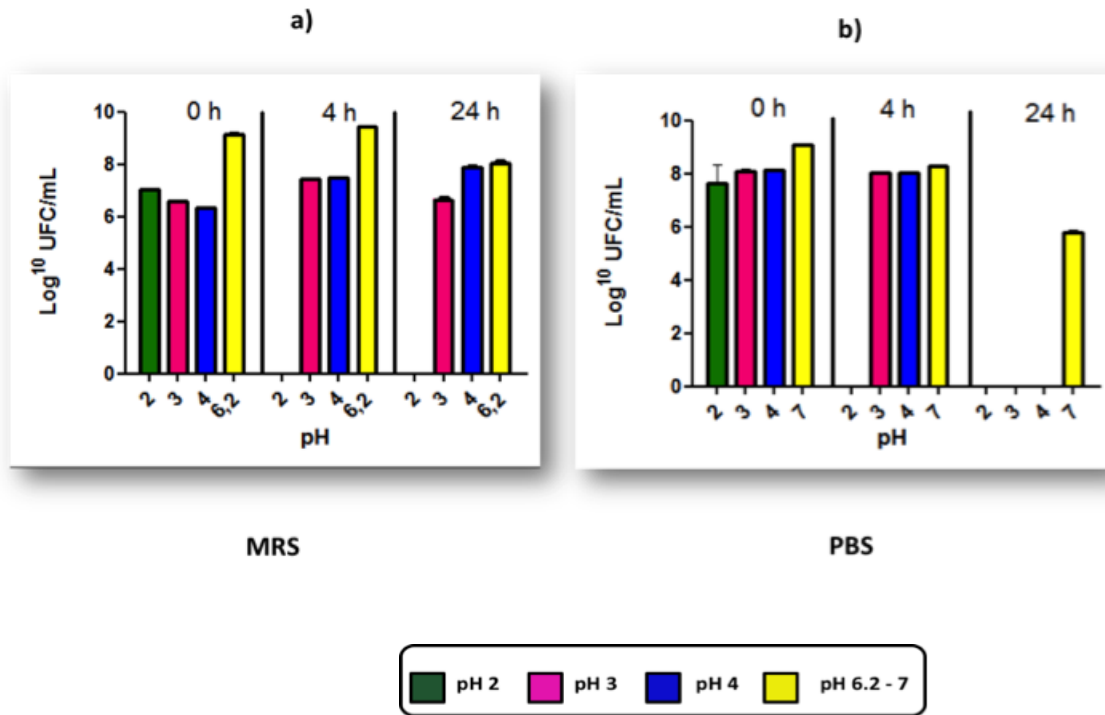 a)
0 h 4 h 24 h
10
8
6
4
2
0
Log¹⁰ UFC/mL
2 3 4 6,2 2 3 4 6,2 2 3 4 6,2
pH
MRS
b)
0 h 4 h 24 h
10
8
6
4
2
0
Log¹⁰ UFC/mL
2 3 4 7 2 3 4 7 2 3 4 7
pH
PBS
pH 2 pH 3 pH 4 pH 6.2 - 7